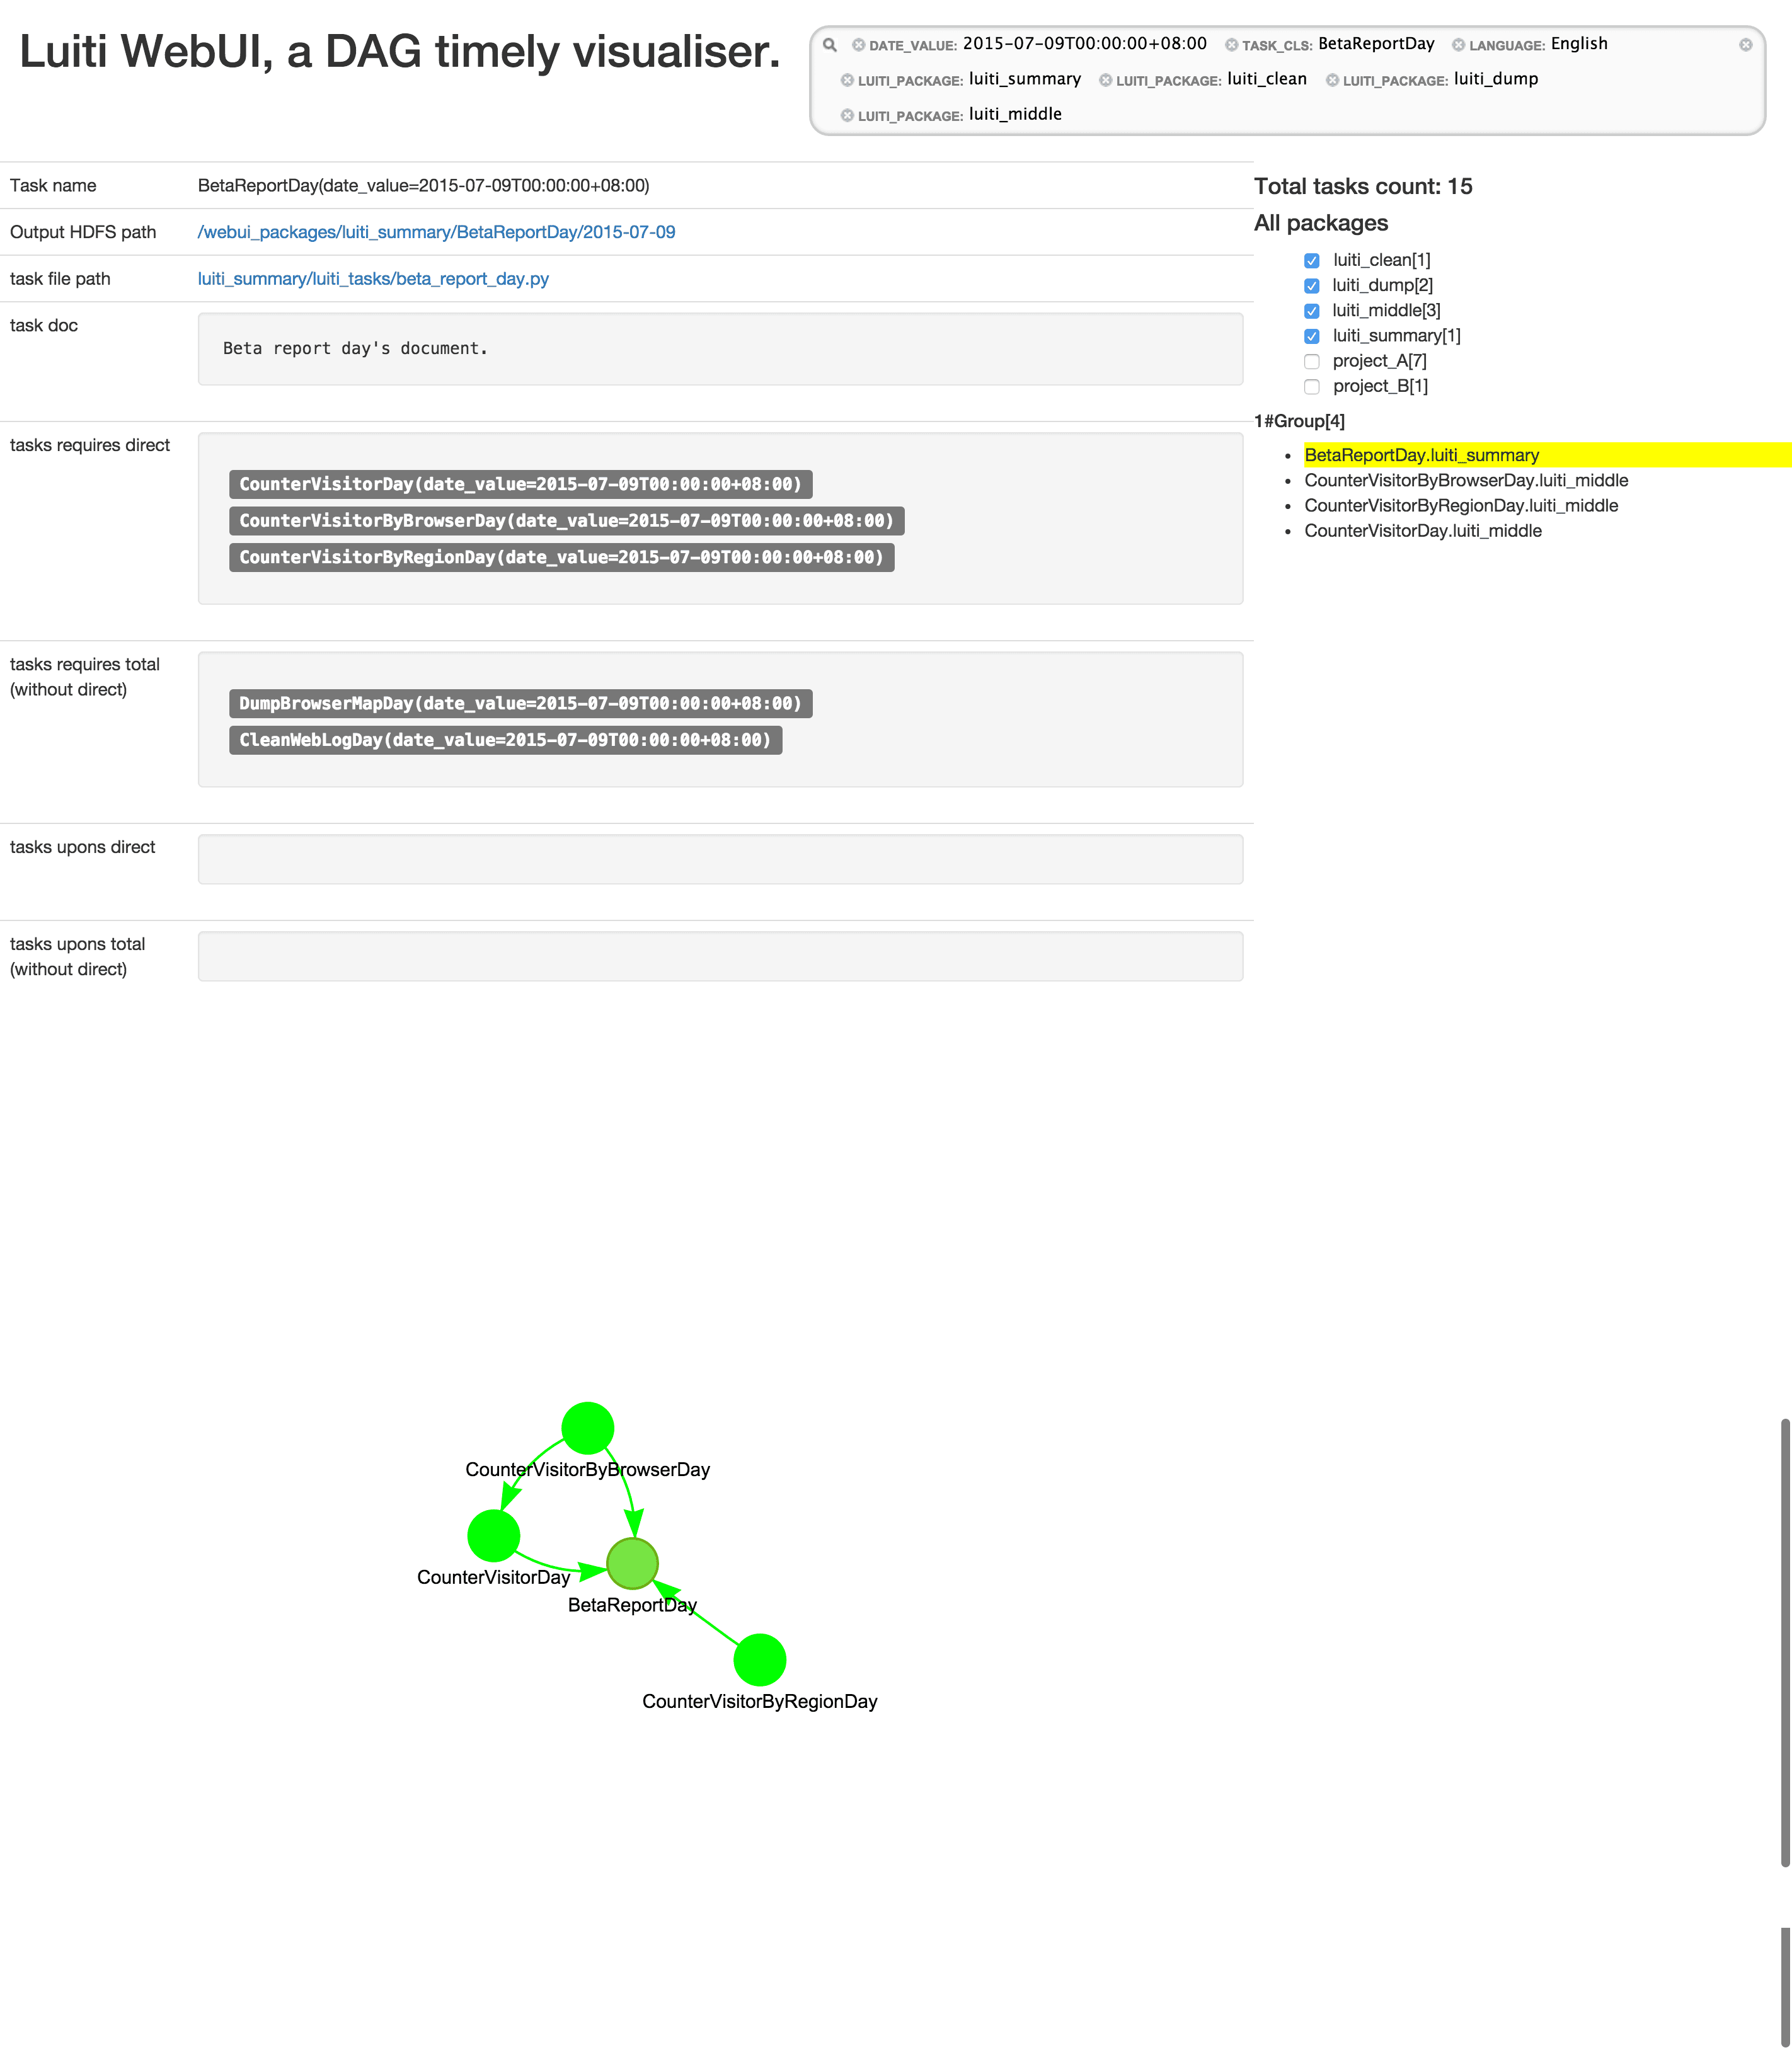 Luiti WebUI, a DAG timely visualiser.
DATE_VALUE: 2015-07-09T00:00:00+08:00 TASK_CLS: BetaReportDay LANGUAGE: English
LUITI_PACKAGE: luiti_summary LUITI_PACKAGE: luiti_clean LUITI_PACKAGE: luiti_dump
LUITI_PACKAGE: luiti_middle
Task name BetaReportDay(date_value=2015-07-09T00:00:00+08:00)
Output HDFS path /webui_packages/luiti_summary/BetaReportDay/2015-07-09
task file path luiti_summary/luiti_tasks/beta_report_day.py
task doc
Beta report day's document.
tasks requires direct
CounterVisitorDay(date_value=2015-07-09T00:00:00+08:00)
CounterVisitorByBrowserDay(date_value=2015-07-09T00:00:00+08:00)
CounterVisitorByRegionDay(date_value=2015-07-09T00:00:00+08:00)
tasks requires total
(without direct)
DumpBrowserMapDay(date_value=2015-07-09T00:00:00+08:00)
CleanWebLogDay(date_value=2015-07-09T00:00:00+08:00)
tasks upons direct
tasks upons total
(without direct)
Total tasks count: 15
All packages
luiti_clean[1]
luiti_dump[2]
luiti_middle[3]
luiti_summary[1]
project_A[7]
project_B[1]
1#Group[4]
BetaReportDay.luiti_summary
CounterVisitorByBrowserDay.luiti_middle
CounterVisitorByRegionDay.luiti_middle
CounterVisitorDay.luiti_middle
CounterVisitorByBrowserDay
CounterVisitorDay
BetaReportDay
CounterVisitorByRegionDay